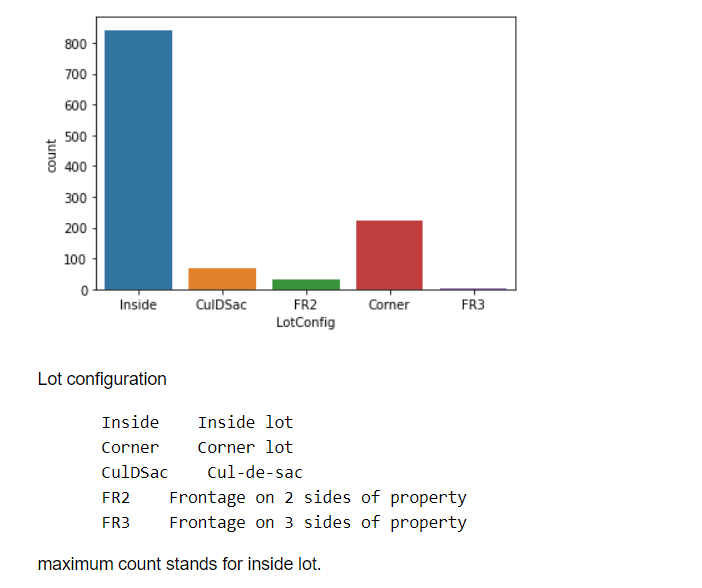 800
700
600
500
400
300
200
100
0
count
Inside CulDSac FR2 Corner FR3
LotConfig
Lot configuration
Inside Inside lot
Corner Corner lot
CulDSac Cul-de-sac
FR2 Frontage on 2 sides of property
FR3 Frontage on 3 sides of property
maximum count stands for inside lot.